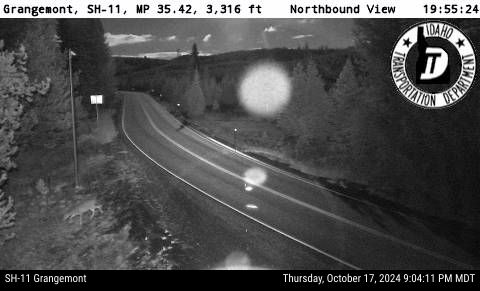 Grangemont, SH-11, MP 35.42, 3,316 ft Northbound View 19:55:24
IDAHO
TRANSPORTATION DEPARTMENT
SH-11 Grangemont Thursday, October 17, 2024 9:04:11 PM MDT